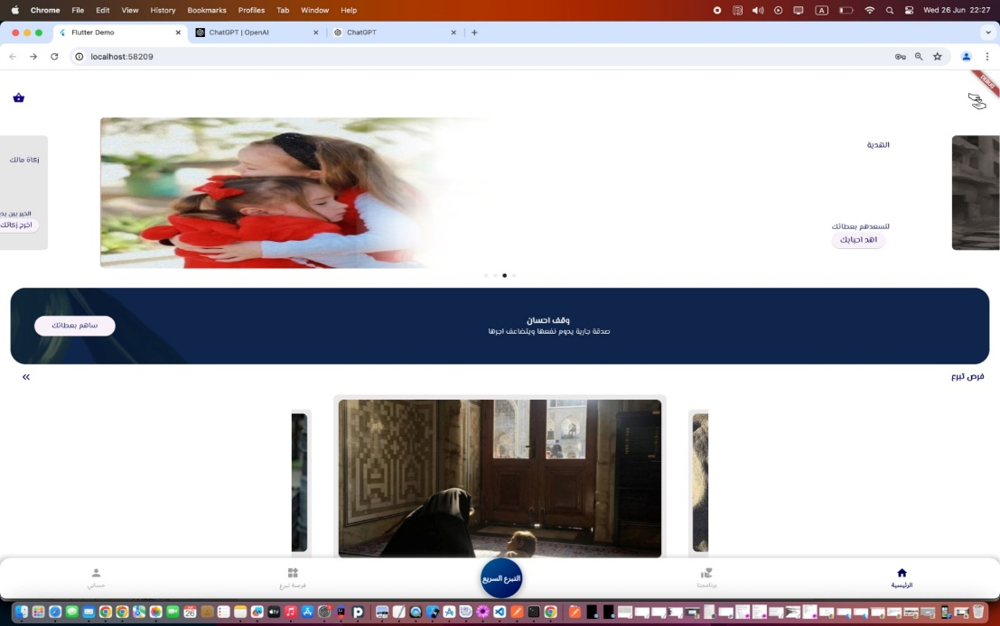 Chrome File Edit View History Bookmarks Profiles Tab Window Help Wed 26 Jun 22:27
Flutter Demo ChatGPT | OpenAI ChatGPT
localhost:58209
DEBUG
الهدية
زكاة مالك
لتسعدهم بعطائك
اهد احبابك
الخير بين يد
اخرج زكاتك
وقف احسان
صدقة جارية يدوم نفعها ويتضاعف اجرها
ساهم بعطائك
فرص تبرع
الرئيسية
برنامجنا
التبرع السريع
فرصة تبرع
حسابي